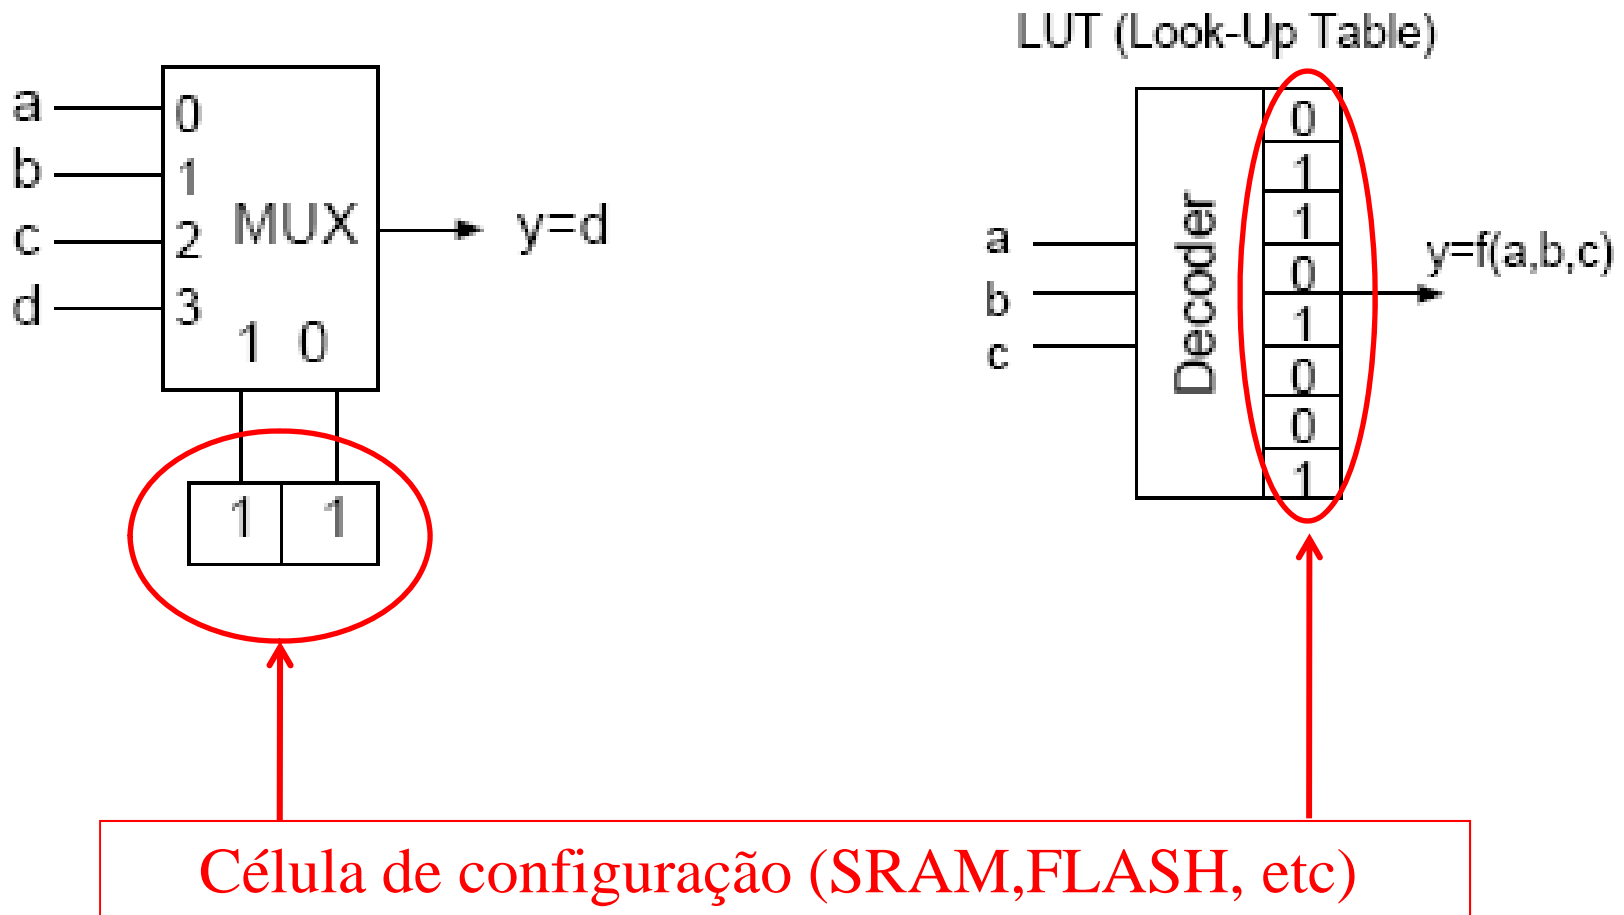 LUT (Look-Up Table)
a
b
c
d
0
1
2
3
MUX
1 0
y=d
1 1
a
b
c
Decoder
0
1
1
0
1
0
0
1
y=f(a,b,c)
Célula de configuração (SRAM,FLASH, etc)